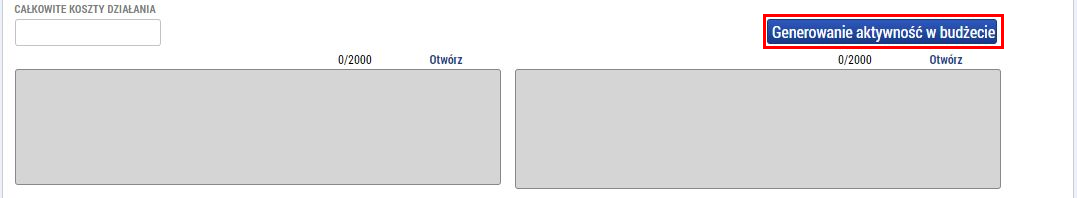 CAŁKOWITE KOSZTY DZIAŁANIA
Generowanie aktywność w budżecie
0/2000 Otwórz 0/2000 Otwórz